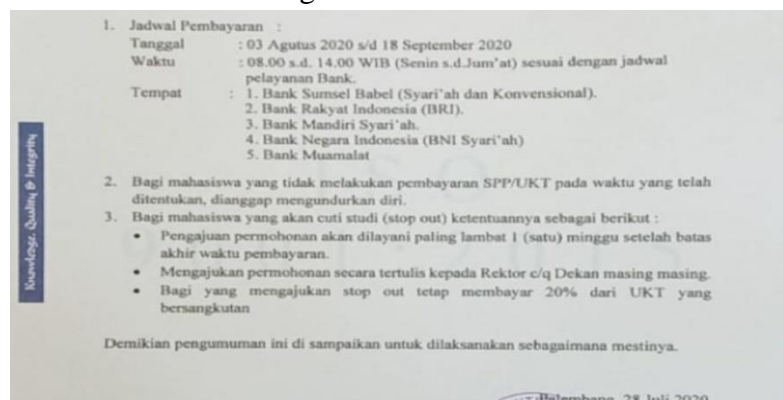 1. Jadwal Pembayaran :
Tanggal : 03 Agutus 2020 s/d 18 September 2020
Waktu : 08.00 s.d. 14.00 WIB (Senin s.d.Jum'at) sesuai dengan jadwal
pelayanan Bank.
Tempat : 1. Bank Sumsel Babel (Syari'ah dan Konvensional).
2. Bank Rakyat Indonesia (BRI).
3. Bank Mandiri Syari'ah.
4. Bank Negara Indonesia (BNI Syari'ah)
5. Bank Muamalat
2. Bagi mahasiswa yang tidak melakukan pembayaran SPP/UKT pada waktu yang telah
ditentukan, dianggap mengundurkan diri.
3. Bagi mahasiswa yang akan cuti studi (stop out) ketentuannya sebagai berikut :
• Pengajuan permohonan akan dilayani paling lambat 1 (satu) minggu setelah batas
akhir waktu pembayaran.
• Mengajukan permohonan secara tertulis kepada Rektor c/q Dekan masing masing.
• Bagi yang mengajukan stop out tetap membayar 20% dari UKT yang
bersangkutan
Demikian pengumuman ini di sampaikan untuk dilaksanakan sebagaimana mestinya.
Palembang, 28 Juli 2020
Knowledge, Quality & Integrity